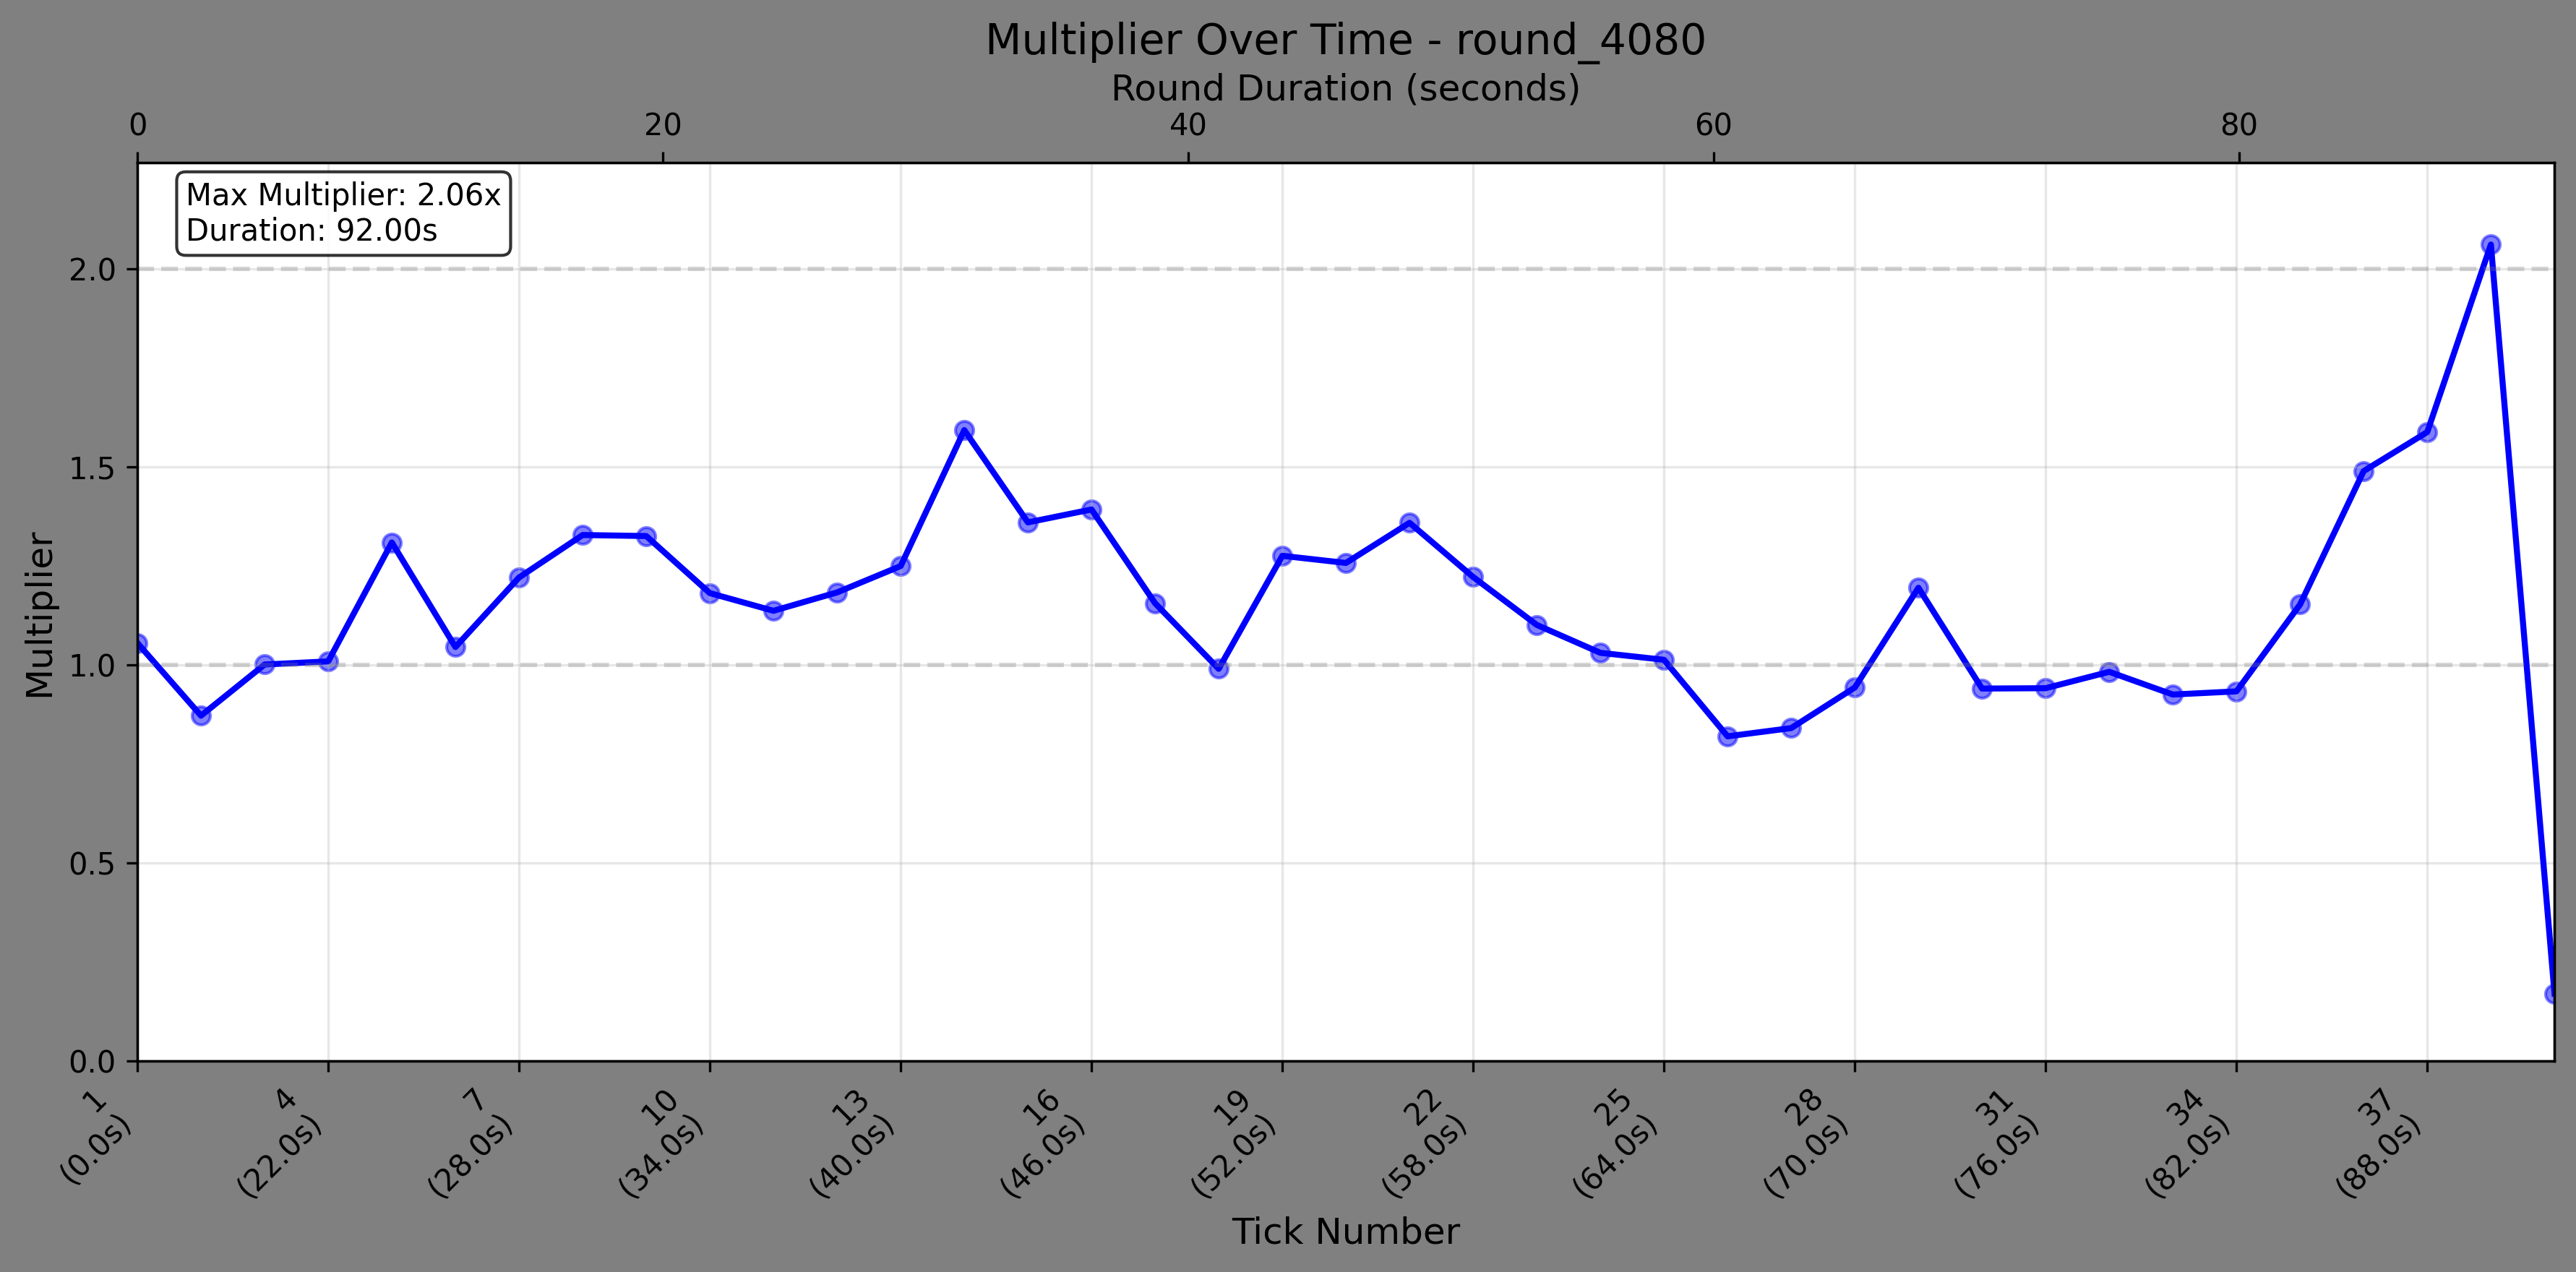 Multiplier Over Time - round_4080
Round Duration (seconds)
0 20 40 60 80
Max Multiplier: 2.06x
Duration: 92.00s
Multiplier
2.0
1.5
1.0
0.5
0.0
1
(0.0s)
4
(22.0s)
7
(28.0s)
10
(34.0s)
13
(40.0s)
16
(46.0s)
19
(52.0s)
22
(58.0s)
25
(64.0s)
28
(70.0s)
31
(76.0s)
34
(82.0s)
37
(88.0s)
Tick Number